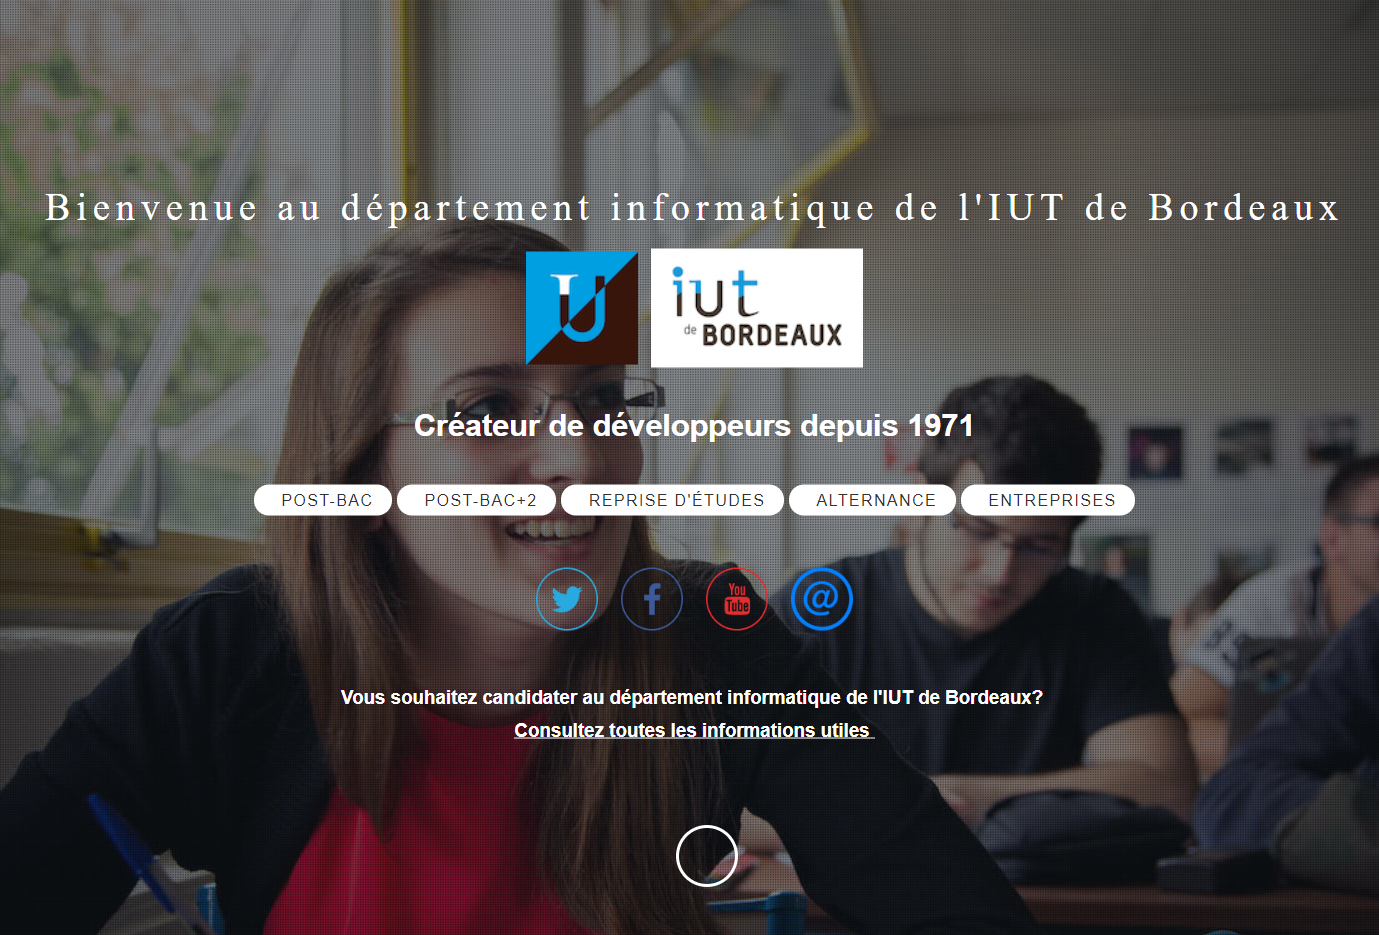 Bienvenue au département informatique de l'IUT de Bordeaux
IU
iut
de BORDEAUX
Créateur de développeurs depuis 1971
POST-BAC POST-BAC+2 REPRISE D'ÉTUDES ALTERNANCE ENTREPRISES
You
Tube
@
Vous souhaitez candidater au département informatique de l'IUT de Bordeaux?
Consultez toutes les informations utiles